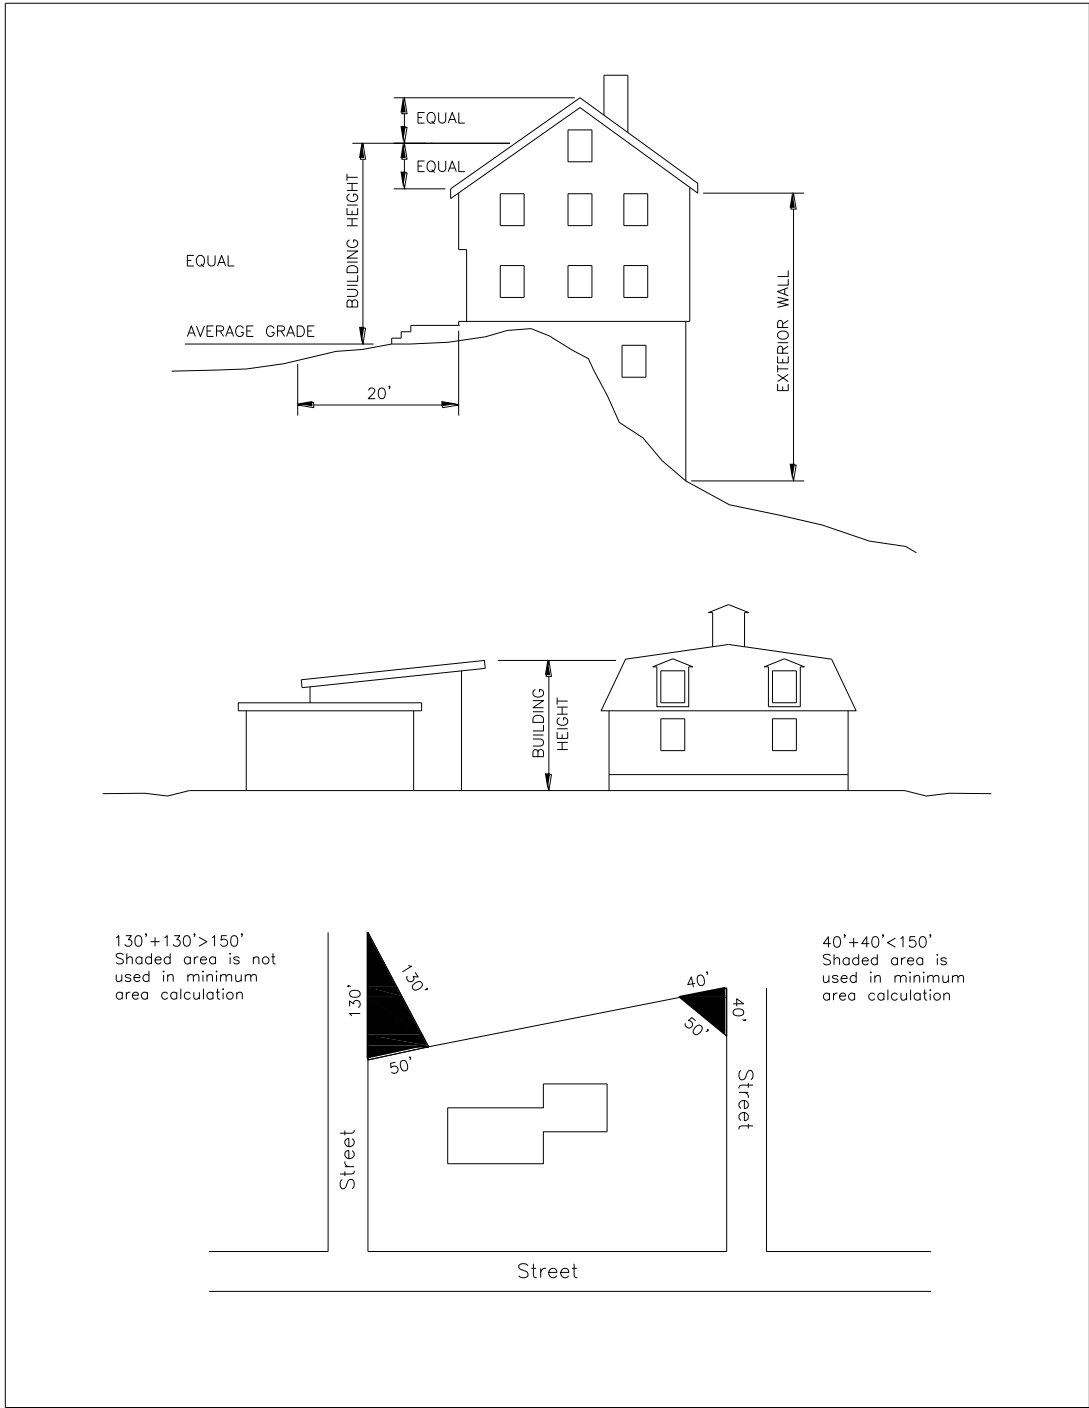 EQUAL
EQUAL
BUILDING HEIGHT
EQUAL
AVERAGE GRADE
20'
EXTERIOR WALL
BUILDING
HEIGHT
130'+130'>150'
Shaded area is not
used in minimum
area calculation
40'+40'<150'
Shaded area is
used in minimum
area calculation
130'
130'
50'
40'
40'
50'
Street
Street
Street